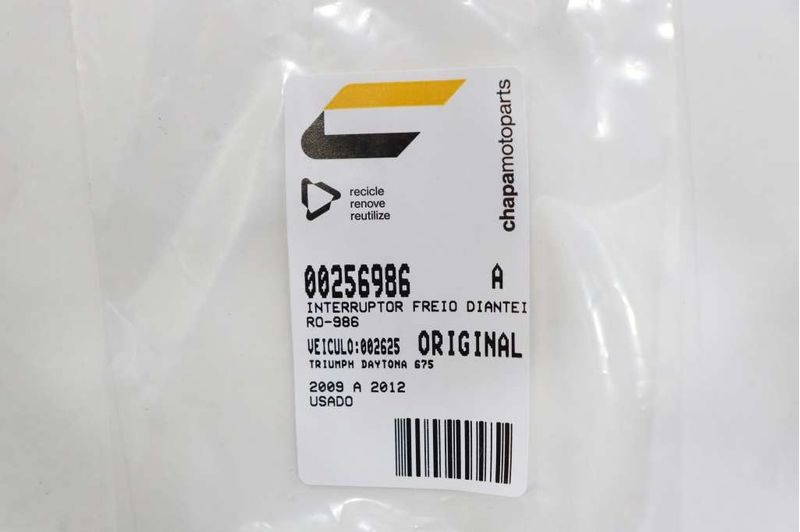 chapamotoparts
recicle
renove
reutilize
00256986 A
INTERRUPTOR FREIO DIANTEI
RO-986
VEICULO:002625 ORIGINAL
TRIUMPH DAYTONA 675
2009 A 2012
USADO